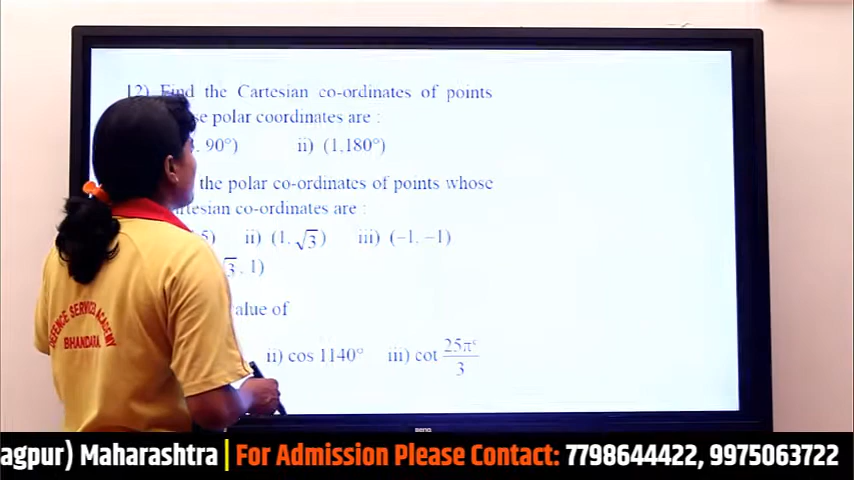 12) Find the Cartesian co-ordinates of points
se polar coordinates are :
. 90°) ii) (1,180°)
the polar co-ordinates of points whose
rtesian co-ordinates are :
5) ii) (1, √3) iii) (−1, −1)
√3, 1)
alue of
ii) cos 1140° iii) cot 25πᶜ/3
DEFENCE SERVICES ACADEMY
BHANDARA
BENQ
agpur) Maharashtra | For Admission Please Contact: 7798644422, 9975063722